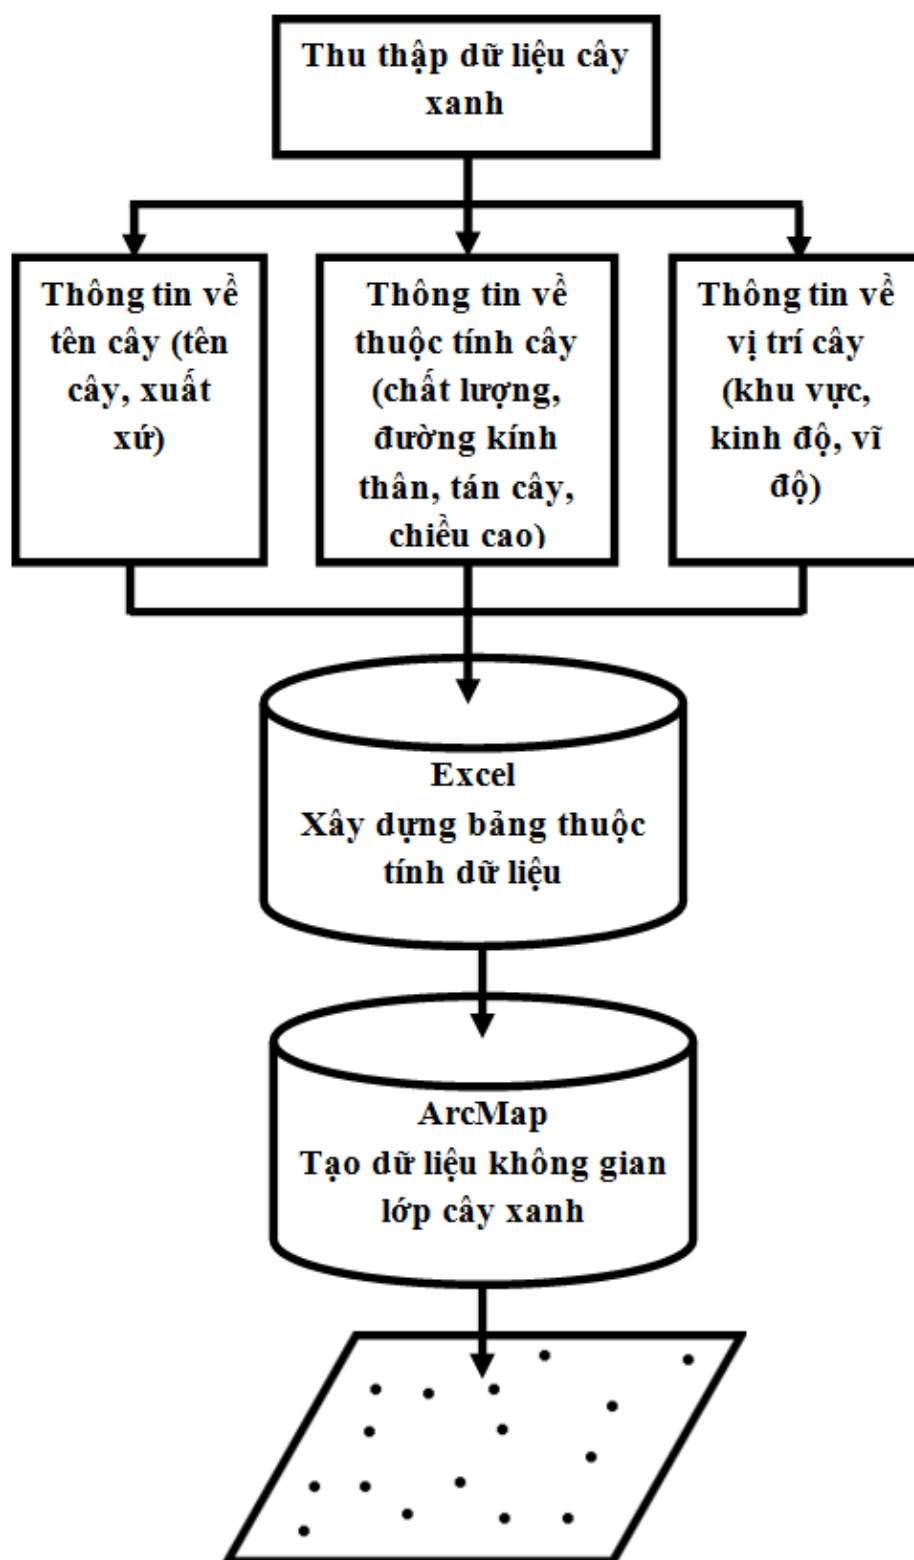 Thu thập dữ liệu cây
xanh
Thông tin về
tên cây (tên
cây, xuất
xứ)
Thông tin về
thuộc tính cây
(chất lượng,
đường kính
thân, tán cây,
chiều cao)
Thông tin về
vị trí cây
(khu vực,
kinh độ, vĩ
độ)
Excel
Xây dựng bảng thuộc
tính dữ liệu
ArcMap
Tạo dữ liệu không gian
lớp cây xanh